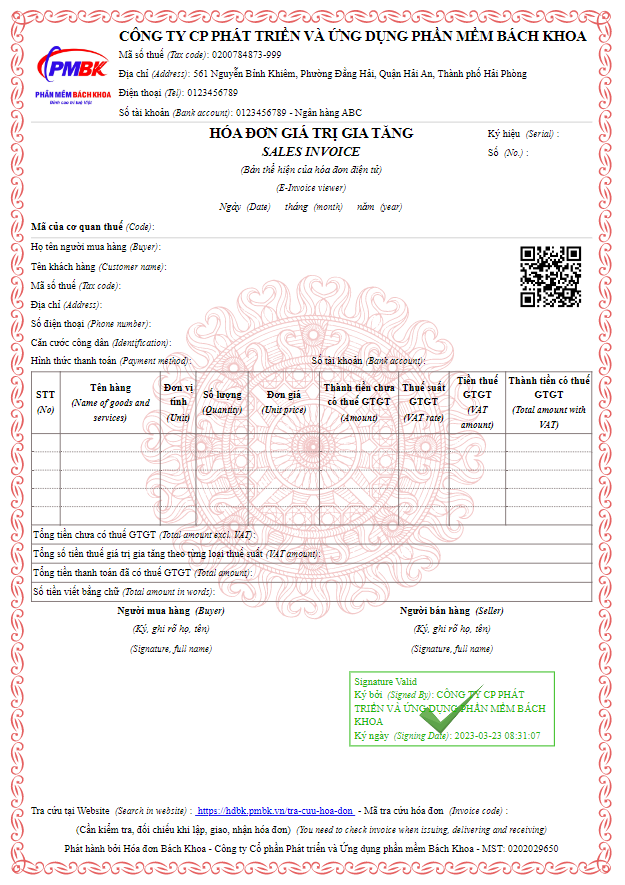 CÔNG TY CP PHÁT TRIỂN VÀ ỨNG DỤNG PHẦN MỀM BÁCH KHOA
PMBK
PHẦN MỀM BÁCH KHOA
Đỉnh cao trí tuệ Việt
Mã số thuế (Tax code): 0200784873-999
Địa chỉ (Address): 561 Nguyễn Bỉnh Khiêm, Phường Đằng Hải, Quận Hải An, Thành phố Hải Phòng
Điện thoại (Tel): 0123456789
Số tài khoản (Bank account): 0123456789 - Ngân hàng ABC
HÓA ĐƠN GIÁ TRỊ GIA TĂNG
SALES INVOICE
(Bản thể hiện của hóa đơn điện tử)
(E-Invoice viewer)
Ngày (Date) tháng (month) năm (year)
Ký hiệu (Serial) :
Số (No.) :
Mã của cơ quan thuế (Code):
Họ tên người mua hàng (Buyer):
Tên khách hàng (Customer name):
Mã số thuế (Tax code):
Địa chỉ (Address):
Số điện thoại (Phone number):
Căn cước công dân (Identification):
Hình thức thanh toán (Payment method): Số tài khoản (Bank account):
STT (No)
Tên hàng (Name of goods and services)
Đơn vị tính (Unit)
Số lượng (Quantity)
Đơn giá (Unit price)
Thành tiền chưa có thuế GTGT (Amount)
Thuế suất GTGT (VAT rate)
Tiền thuế GTGT (VAT amount)
Thành tiền có thuế GTGT (Total amount with VAT)
Tổng tiền chưa có thuế GTGT (Total amount excl. VAT):
Tổng số tiền thuế giá trị gia tăng theo từng loại thuế suất (VAT amount):
Tổng tiền thanh toán đã có thuế GTGT (Total amount):
Số tiền viết bằng chữ (Total amount in words):
Người mua hàng (Buyer) Người bán hàng (Seller)
(Ký, ghi rõ họ, tên) (Ký, ghi rõ họ, tên)
(Signature, full name) (Signature, full name)
Signature Valid
Ký bởi (Signed By): CÔNG TY CP PHÁT
TRIỂN VÀ ỨNG DỤNG PHẦN MỀM BÁCH
KHOA
Ký ngày (Signing Date): 2023-03-23 08:31:07
Tra cứu tại Website (Search in website) : https://hdbk.pmbk.vn/tra-cuu-hoa-don - Mã tra cứu hóa đơn (Invoice code) :
(Cần kiểm tra, đối chiếu khi lập, giao, nhận hóa đơn) (You need to check invoice when issuing, delivering and receiving)
Phát hành bởi Hóa đơn Bách Khoa - Công ty Cổ phần Phát triển và Ứng dụng phần mềm Bách Khoa - MST: 0202029650